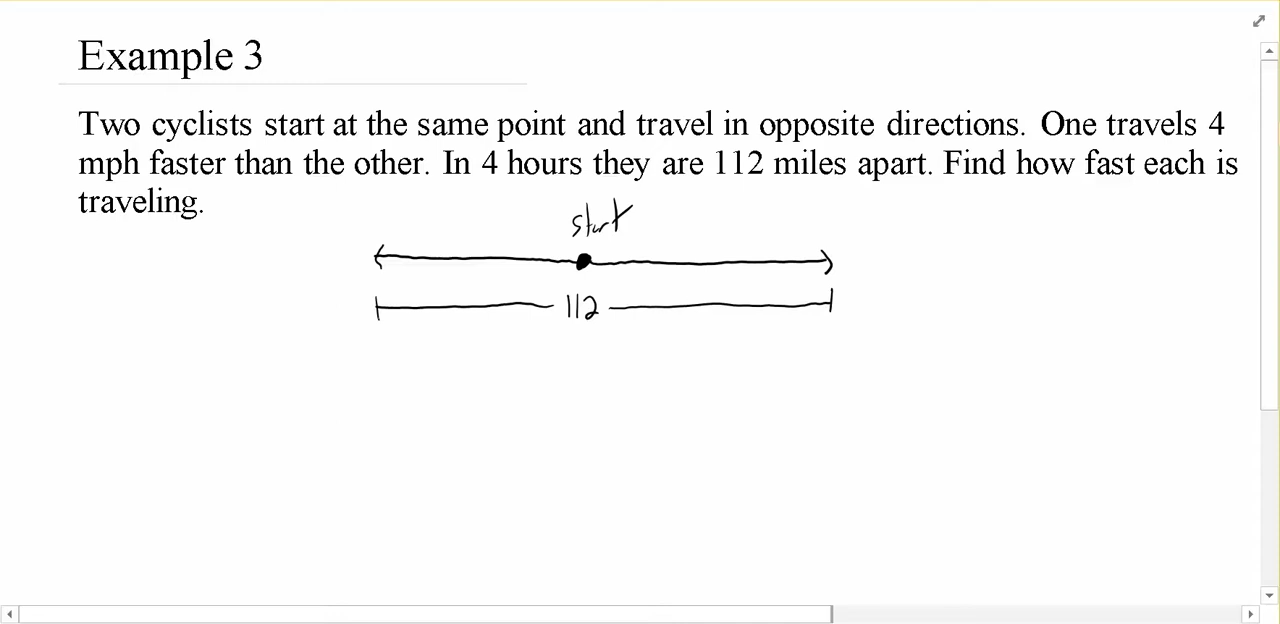 Example 3
Two cyclists start at the same point and travel in opposite directions. One travels 4
mph faster than the other. In 4 hours they are 112 miles apart. Find how fast each is
traveling.
start
112